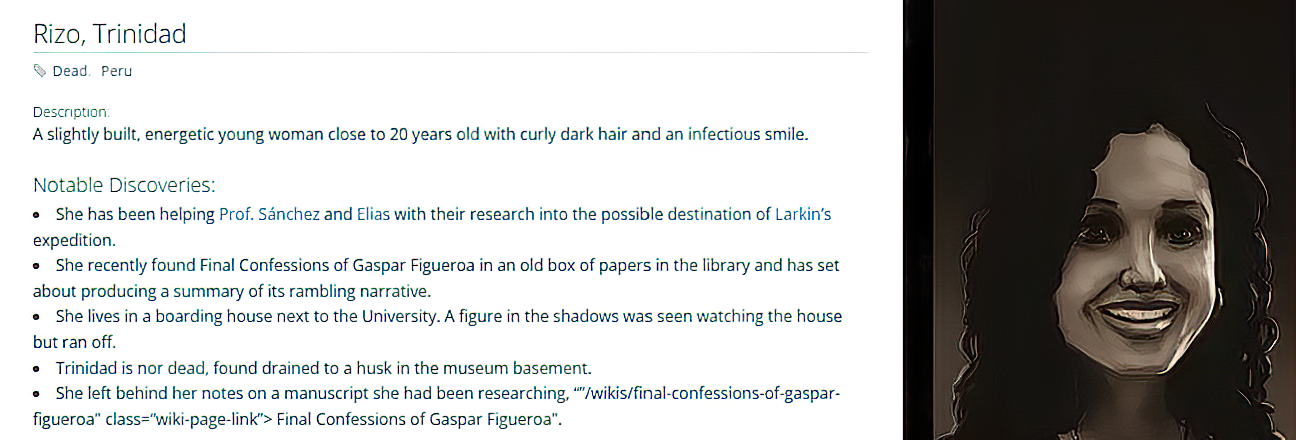 Rizo, Trinidad
Dead. Peru
Description:
A slightly built, energetic young woman close to 20 years old with curly dark hair and an infectious smile.
Notable Discoveries:
• She has been helping Prof. Sánchez and Elias with their research into the possible destination of Larkin's
expedition.
• She recently found Final Confessions of Gaspar Figueroa in an old box of papers in the library and has set
about producing a summary of its rambling narrative.
• She lives in a boarding house next to the University. A figure in the shadows was seen watching the house
but ran off.
• Trinidad is nor dead, found drained to a husk in the museum basement.
• She left behind her notes on a manuscript she had been researching, “”/wikis/final-confessions-of-gaspar-
figueroa" class=“wiki-page-link”> Final Confessions of Gaspar Figueroa".